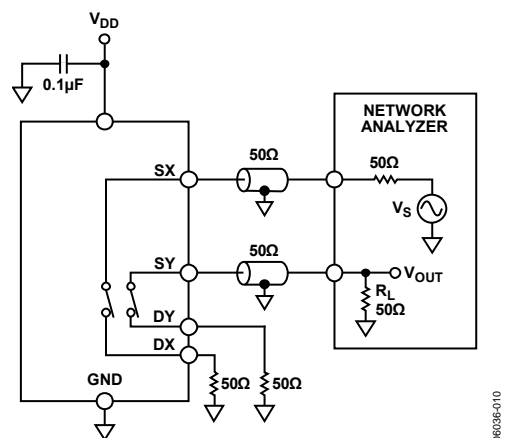 VDD
0.1µF
NETWORK
ANALYZER
SX
50Ω
50Ω
VS
SY
50Ω
VOUT
RL
50Ω
DY
DX
GND
50Ω
50Ω
06036-010